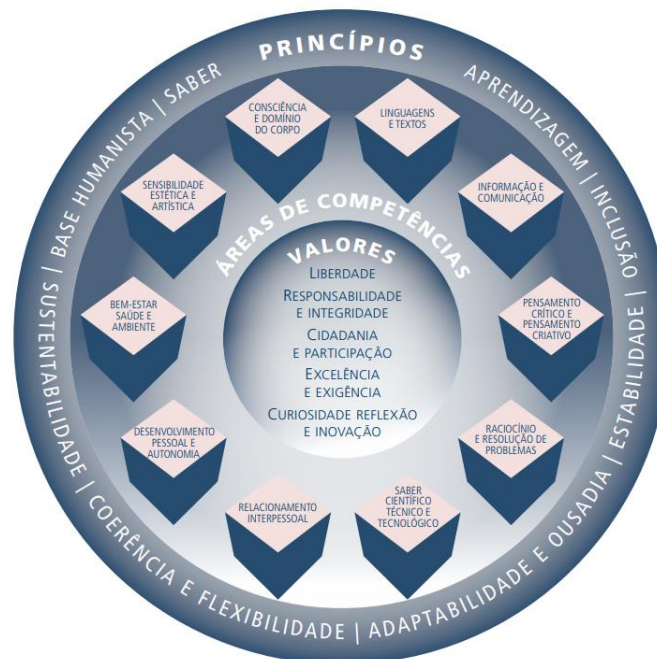 PRINCÍPIOS
BASE HUMANISTA | SABER
APRENDIZAGEM | INCLUSÃO |
ESTABILIDADE |
ADAPTABILIDADE E OUSADIA |
COERÊNCIA E FLEXIBILIDADE |
SUSTENTABILIDADE |
ÁREAS DE COMPETÊNCIAS
CONSCIÊNCIA
E DOMÍNIO
DO CORPO
LINGUAGENS
E TEXTOS
INFORMAÇÃO E
COMUNICAÇÃO
PENSAMENTO
CRÍTICO E
PENSAMENTO
CRIATIVO
RACIOCÍNIO
E RESOLUÇÃO DE
PROBLEMAS
SABER
CIENTÍFICO
TÉCNICO E
TECNOLÓGICO
RELACIONAMENTO
INTERPESSOAL
DESENVOLVIMENTO
PESSOAL E
AUTONOMIA
BEM-ESTAR
SAÚDE E
AMBIENTE
SENSIBILIDADE
ESTÉTICA E
ARTÍSTICA
VALORES
LIBERDADE
RESPONSABILIDADE
E INTEGRIDADE
CIDADANIA
E PARTICIPAÇÃO
EXCELÊNCIA
E EXIGÊNCIA
CURIOSIDADE REFLEXÃO
E INOVAÇÃO